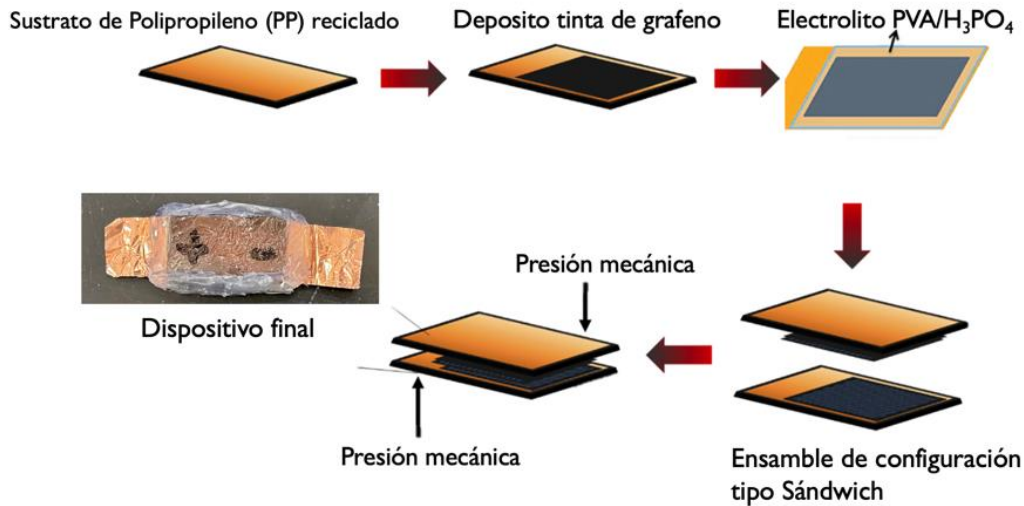 Sustrato de Polipropileno (PP) reciclado
Deposito tinta de grafeno
Electrolito PVA/H₃PO₄
Presión mecánica
Dispositivo final
Presión mecánica
Ensamble de configuración
tipo Sándwich
+ -